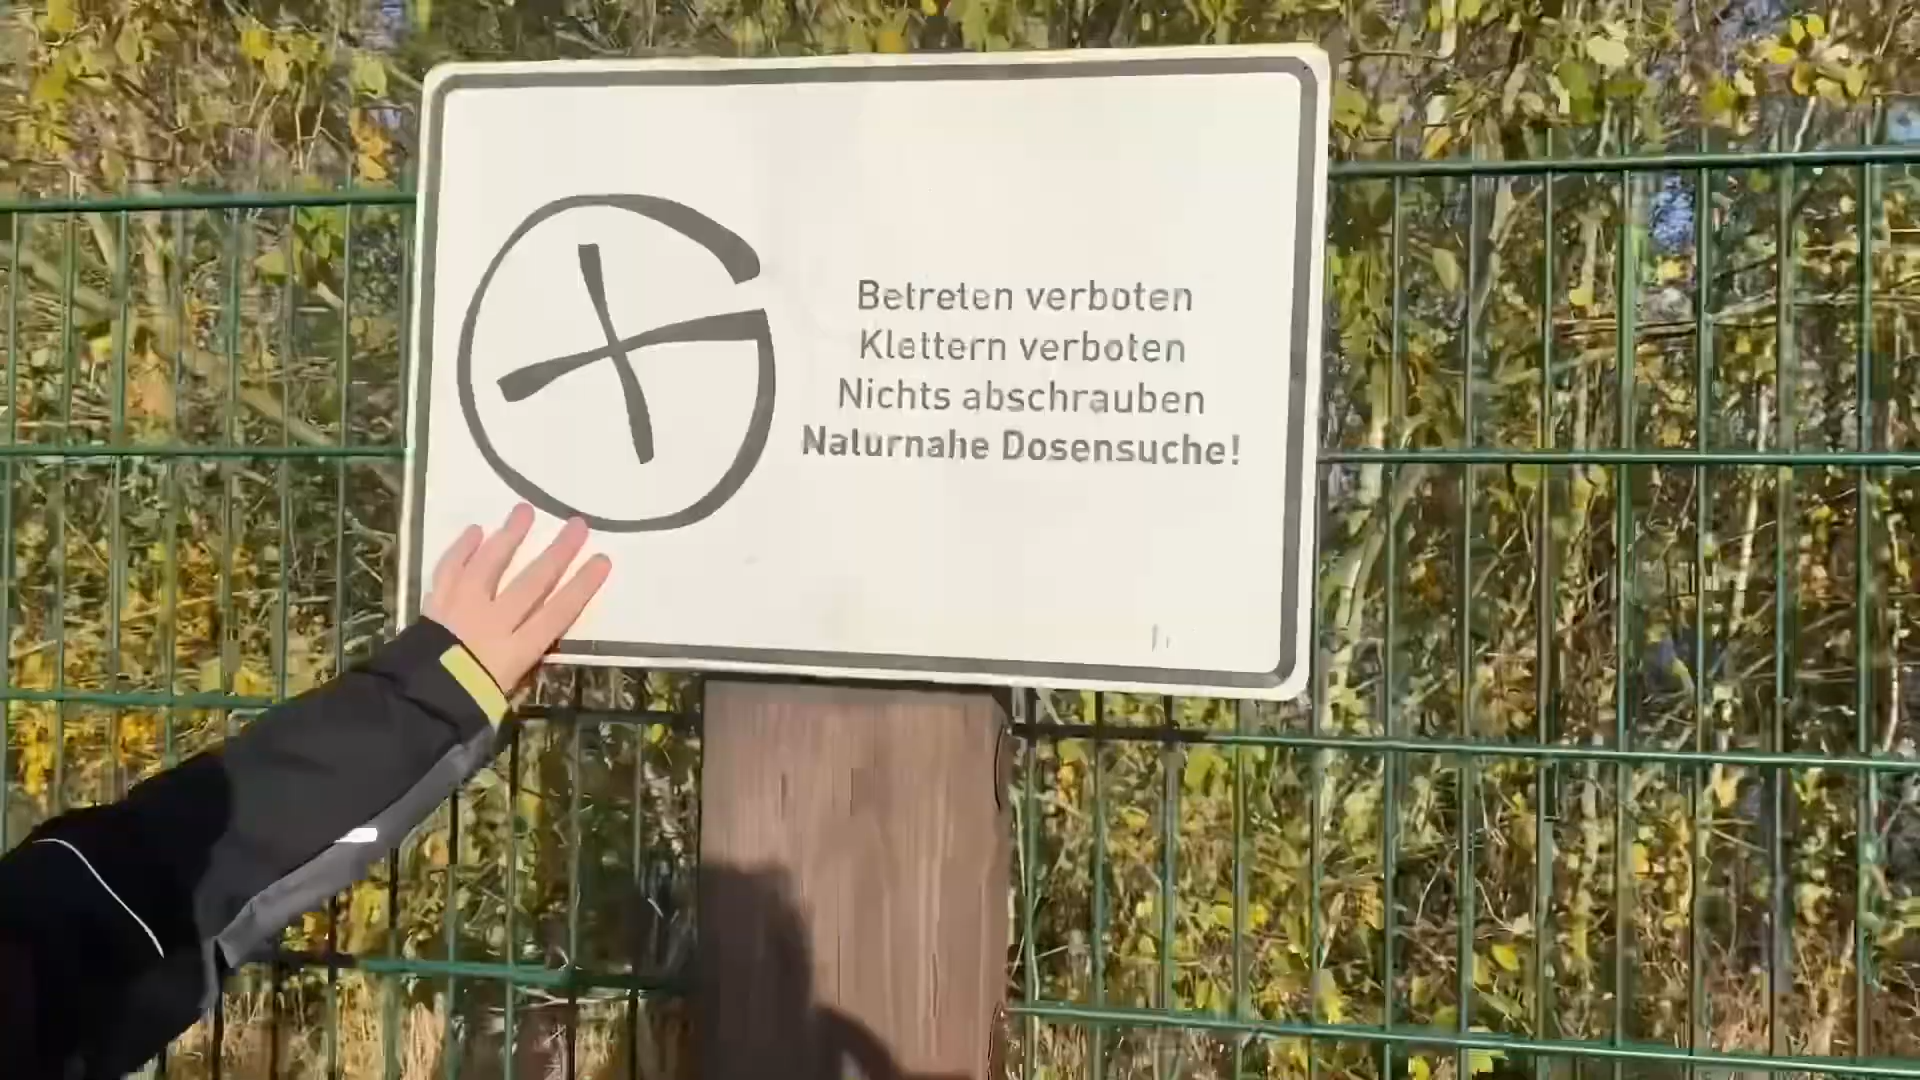 Betreten verboten
Klettern verboten
Nichts abschrauben
Naturnahe Dosensuche!